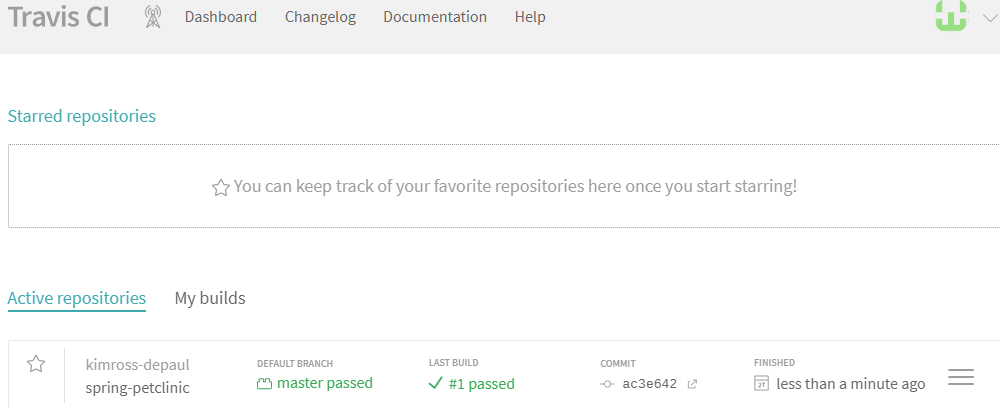 Travis CI Dashboard Changelog Documentation Help
Starred repositories
You can keep track of your favorite repositories here once you start starring!
Active repositories My builds
kimross-depaul DEFAULT BRANCH LAST BUILD COMMIT FINISHED
spring-petclinic master passed #1 passed ac3e642 27 less than a minute ago